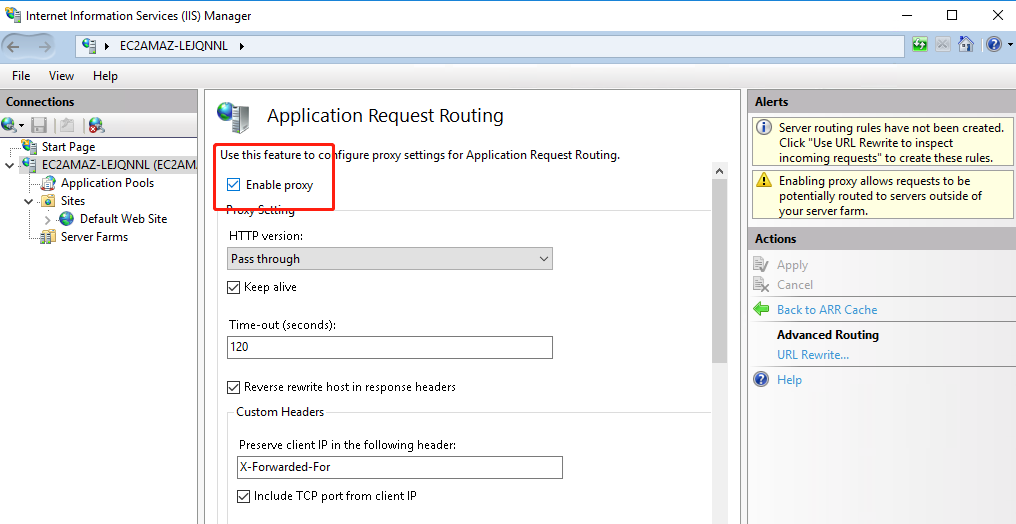 Internet Information Services (IIS) Manager
EC2AMAZ-LEJQNNL
File View Help
Connections
Start Page
EC2AMAZ-LEJQNNL (EC2AM
Application Pools
Sites
Default Web Site
Server Farms
Application Request Routing
Use this feature to configure proxy settings for Application Request Routing.
Enable proxy
Proxy Setting
HTTP version:
Pass through
Keep alive
Time-out (seconds):
120
Reverse rewrite host in response headers
Custom Headers
Preserve client IP in the following header:
X-Forwarded-For
Include TCP port from client IP
Alerts
Server routing rules have not been created.
Click "Use URL Rewrite to inspect
incoming requests" to create these rules.
Enabling proxy allows requests to be
potentially routed to servers outside of
your server farm.
Actions
Apply
Cancel
Back to ARR Cache
Advanced Routing
URL Rewrite...
Help